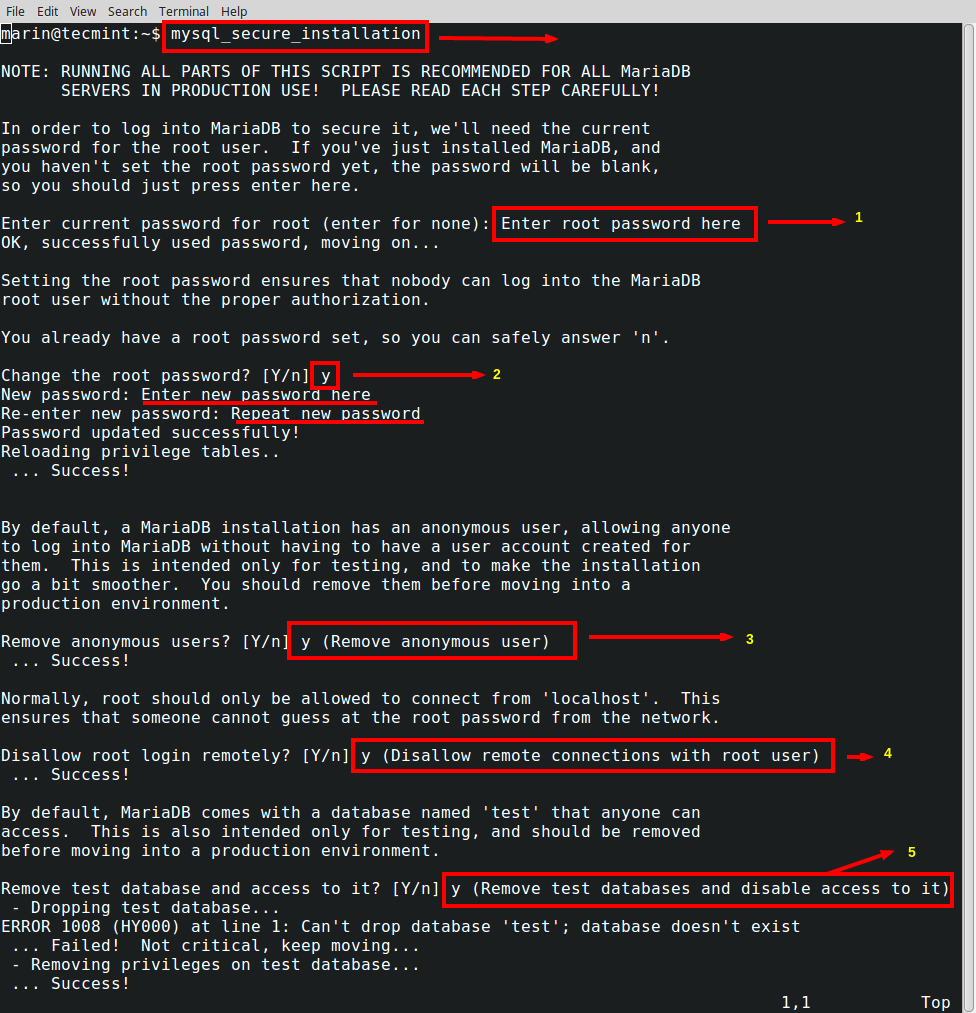 File Edit View Search Terminal Help
marin@tecmint:~$ mysql_secure_installation
NOTE: RUNNING ALL PARTS OF THIS SCRIPT IS RECOMMENDED FOR ALL MariaDB
SERVERS IN PRODUCTION USE!  PLEASE READ EACH STEP CAREFULLY!
In order to log into MariaDB to secure it, we'll need the current
password for the root user.  If you've just installed MariaDB, and
you haven't set the root password yet, the password will be blank,
so you should just press enter here.
Enter current password for root (enter for none): Enter root password here 1
OK, successfully used password, moving on...
Setting the root password ensures that nobody can log into the MariaDB
root user without the proper authorization.
You already have a root password set, so you can safely answer 'n'.
Change the root password? [Y/n] y 2
New password: Enter new password here
Re-enter new password: Repeat new password
Password updated successfully!
Reloading privilege tables..
... Success!
By default, a MariaDB installation has an anonymous user, allowing anyone
to log into MariaDB without having to have a user account created for
them.  This is intended only for testing, and to make the installation
go a bit smoother.  You should remove them before moving into a
production environment.
Remove anonymous users? [Y/n] y (Remove anonymous user) 3
... Success!
Normally, root should only be allowed to connect from 'localhost'.  This
ensures that someone cannot guess at the root password from the network.
Disallow root login remotely? [Y/n] y (Disallow remote connections with root user) 4
... Success!
By default, MariaDB comes with a database named 'test' that anyone can
access.  This is also intended only for testing, and should be removed
before moving into a production environment.
5
Remove test database and access to it? [Y/n] y (Remove test databases and disable access to it)
- Dropping test database...
ERROR 1008 (HY000) at line 1: Can't drop database 'test'; database doesn't exist
... Failed!  Not critical, keep moving...
- Removing privileges on test database...
... Success!
1,1 Top